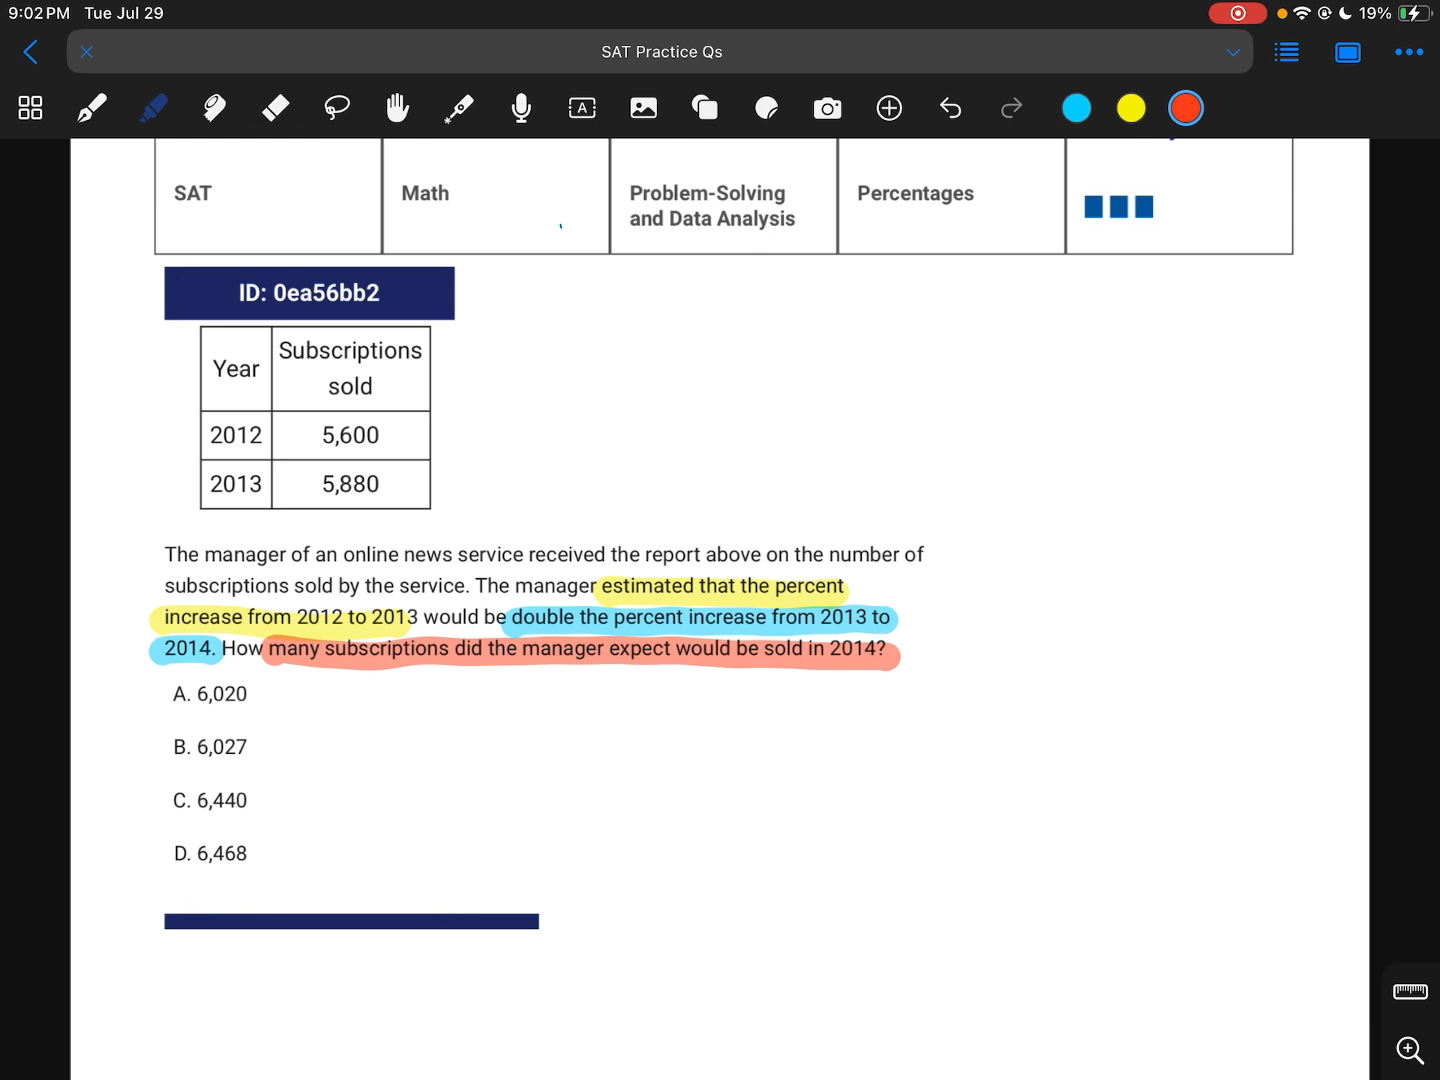 9:02 PM Tue Jul 29
19%
SAT Practice Qs
A
SAT
Math
Problem-Solving
and Data Analysis
Percentages
ID: 0ea56bb2
Year
Subscriptions
sold
2012 5,600
2013 5,880
The manager of an online news service received the report above on the number of
subscriptions sold by the service. The manager estimated that the percent
increase from 2012 to 2013 would be double the percent increase from 2013 to
2014. How many subscriptions did the manager expect would be sold in 2014?
A. 6,020
B. 6,027
C. 6,440
D. 6,468